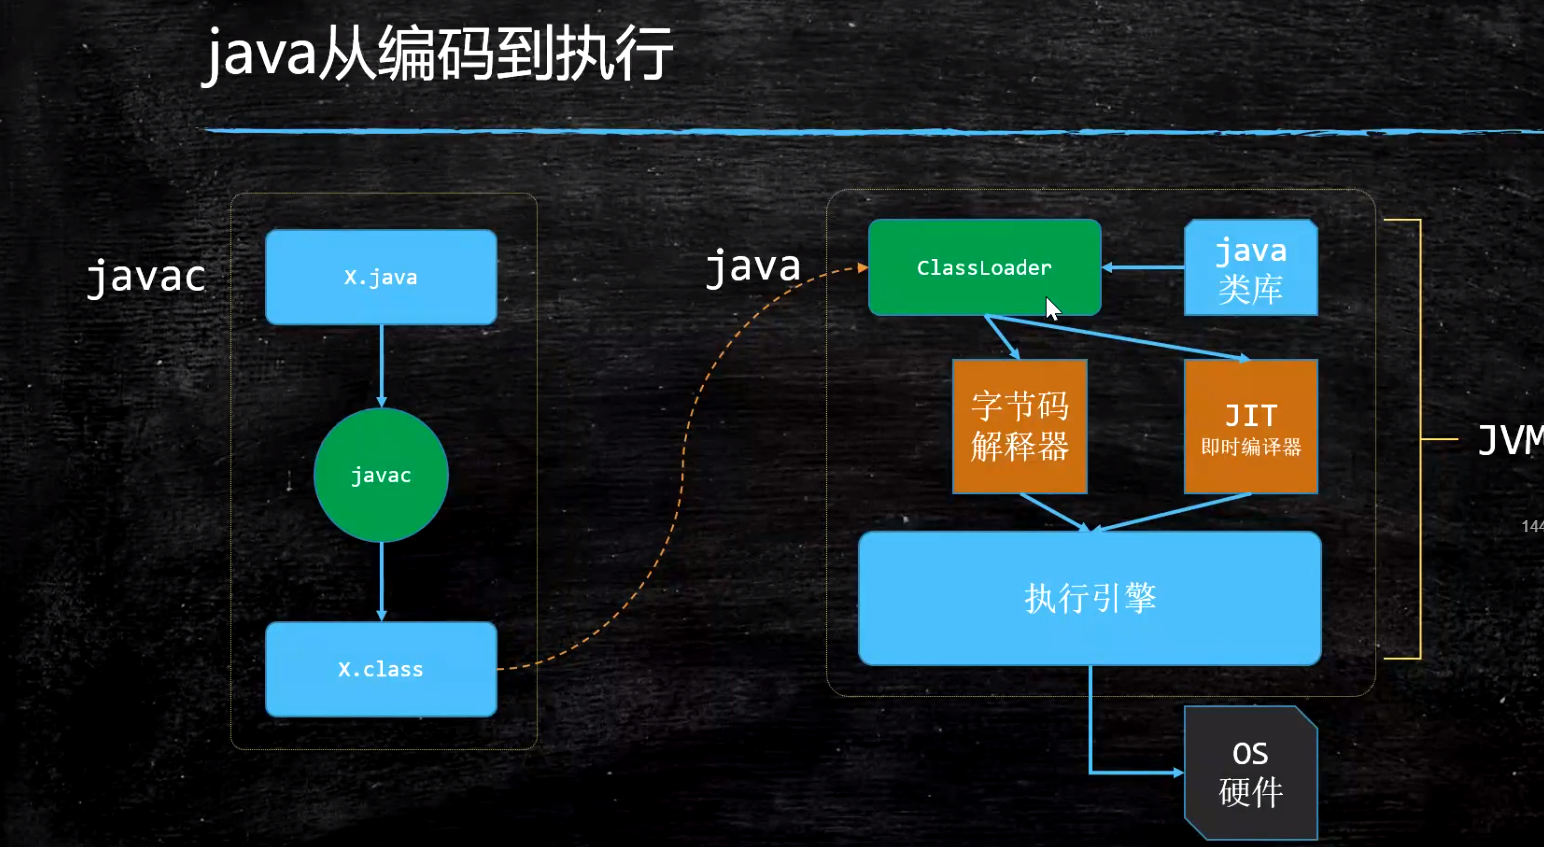 java从编码到执行
javac
X.java
javac
X.class
java
ClassLoader
java
类库
字节码
解释器
JIT
即时编译器
执行引擎
JVM
144
OS
硬件